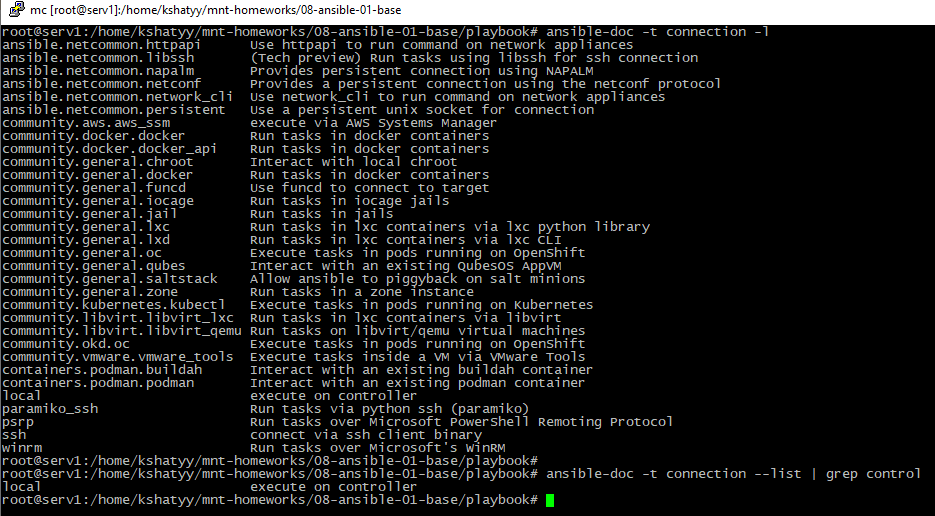 mc [root@serv1]:/home/kshatyy/mnt-homeworks/08-ansible-01-base
root@serv1:/home/kshatyy/mnt-homeworks/08-ansible-01-base/playbook# ansible-doc -t connection -l
ansible.netcommon.httpapi      Use httpapi to run command on network appliances
ansible.netcommon.libssh       (Tech preview) Run tasks using libssh for ssh connection
ansible.netcommon.napalm       Provides persistent connection using NAPALM
ansible.netcommon.netconf      Provides a persistent connection using the netconf protocol
ansible.netcommon.network_cli  Use network_cli to run command on network appliances
ansible.netcommon.persistent   Use a persistent unix socket for connection
community.aws.aws_ssm          execute via AWS Systems Manager
community.docker.docker        Run tasks in docker containers
community.docker.docker_api    Run tasks in docker containers
community.general.chroot       Interact with local chroot
community.general.docker       Run tasks in docker containers
community.general.funcd        Use funcd to connect to target
community.general.iocage       Run tasks in iocage jails
community.general.jail         Run tasks in jails
community.general.lxc          Run tasks in lxc containers via lxc python library
community.general.lxd          Run tasks in lxc containers via lxc CLI
community.general.oc           Execute tasks in pods running on OpenShift
community.general.qubes        Interact with an existing QubesOS AppVM
community.general.saltstack    Allow ansible to piggyback on salt minions
community.general.zone         Run tasks in a zone instance
community.kubernetes.kubectl   Execute tasks in pods running on Kubernetes
community.libvirt.libvirt_lxc  Run tasks in lxc containers via libvirt
community.libvirt.libvirt_qemu Run tasks on libvirt/qemu virtual machines
community.okd.oc               Execute tasks in pods running on OpenShift
community.vmware.vmware_tools  Execute tasks inside a VM via VMware Tools
containers.podman.buildah      Interact with an existing buildah container
containers.podman.podman       Interact with an existing podman container
local                          execute on controller
paramiko_ssh                   Run tasks via python ssh (paramiko)
psrp                           Run tasks over Microsoft PowerShell Remoting Protocol
ssh                            connect via ssh client binary
winrm                          Run tasks over Microsoft's WinRM
root@serv1:/home/kshatyy/mnt-homeworks/08-ansible-01-base/playbook#
root@serv1:/home/kshatyy/mnt-homeworks/08-ansible-01-base/playbook# ansible-doc -t connection --list | grep control
local                          execute on controller
root@serv1:/home/kshatyy/mnt-homeworks/08-ansible-01-base/playbook#